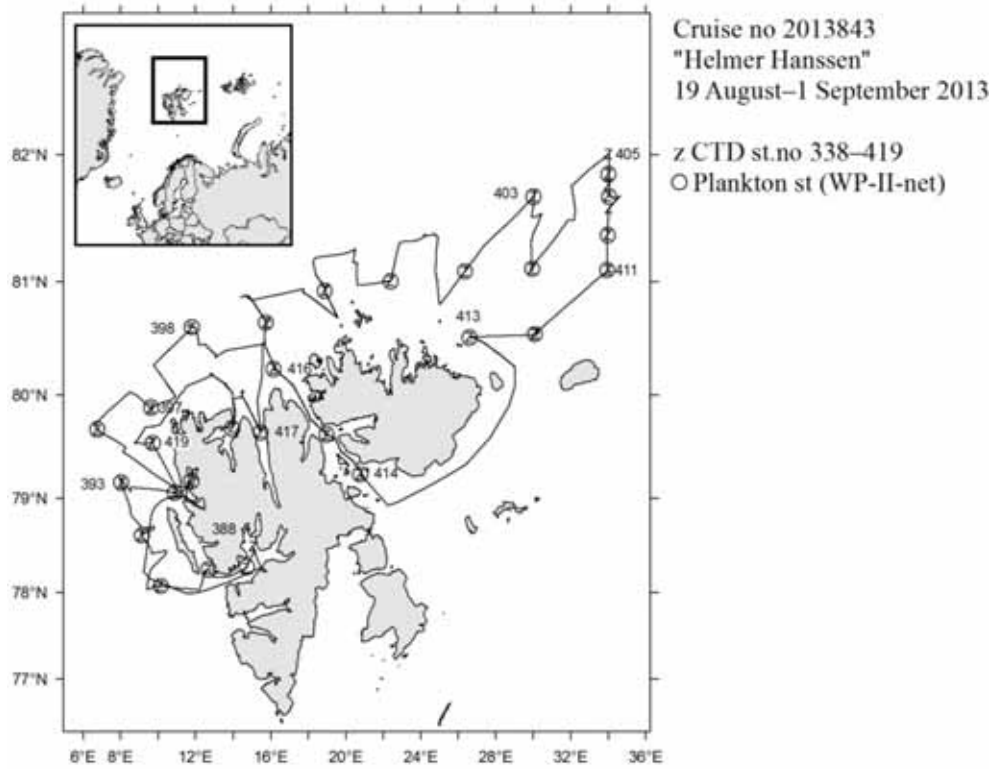 Cruise no 2013843
"Helmer Hanssen"
19 August–1 September 2013
z CTD st.no 338–419
Plankton st (WP-II-net)
82°N
81°N
80°N
79°N
78°N
77°N
405
403
411
413
398
416
397
419
417
414
393
388
6°E 8°E 12°E 16°E 20°E 24°E 28°E 32°E 36°E